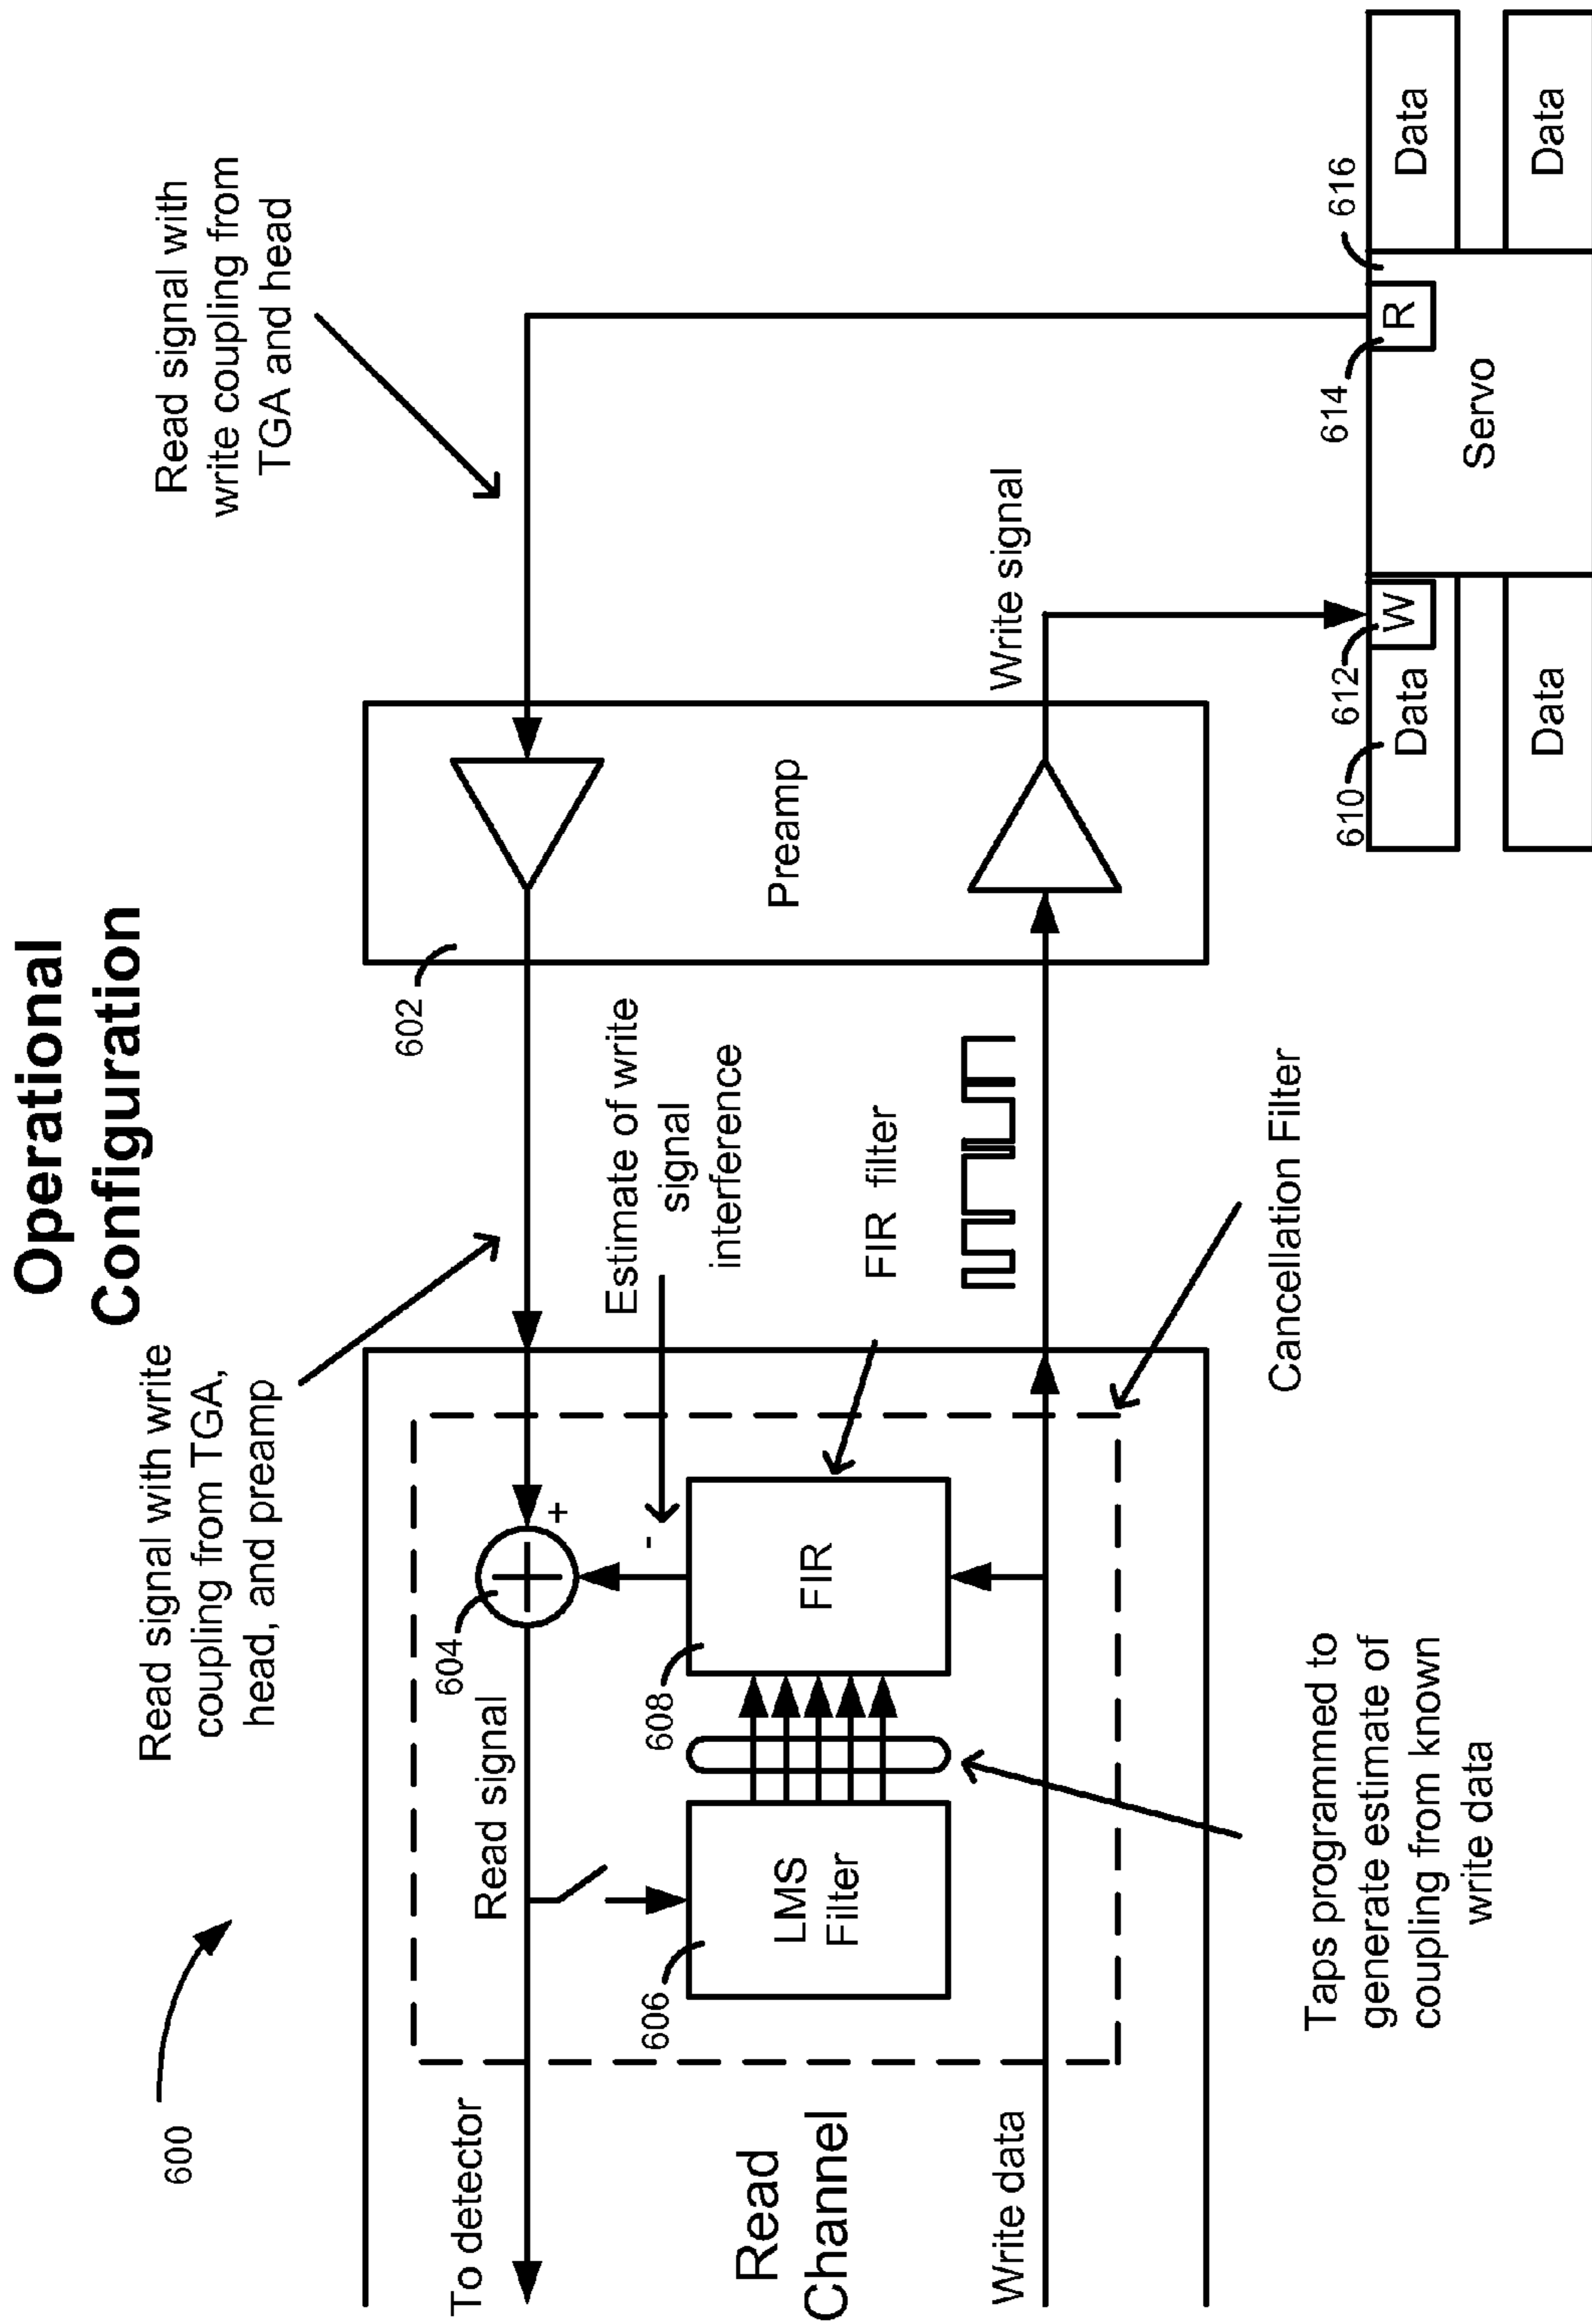 Operational
Configuration
600
Read signal with write
coupling from TGA,
head, and preamp
Read signal with
write coupling from
TGA and head
To detector
Read signal
604
+
-
Estimate of write
signal
interference
602
Preamp
Read
Channel
606
LMS
Filter
608
FIR
FIR filter
Write data
Write signal
Cancellation Filter
Taps programmed to
generate estimate of
coupling from known
write data
610
612
614
616
Data
W
Servo
R
Data
Data
Data